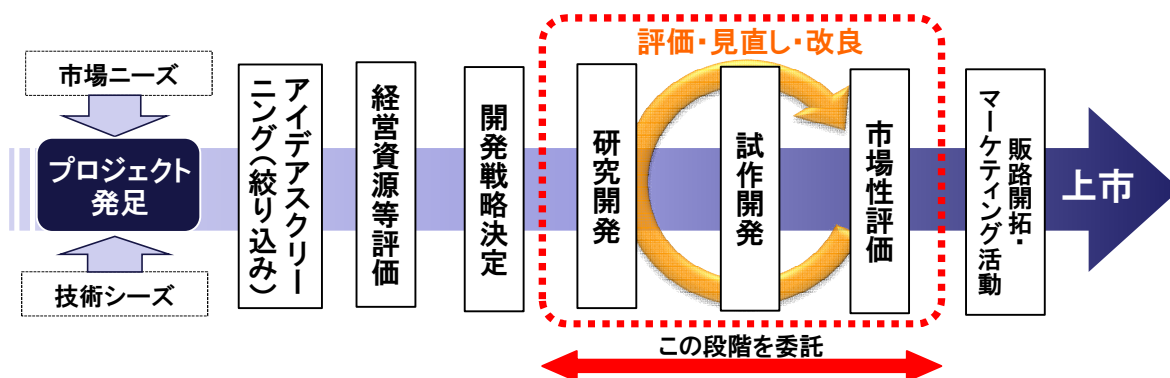 市場ニーズ
プロジェクト
発足
技術シーズ
アイデアスクリー
ニング(絞り込み)
経営資源等評価
開発戦略決定
評価・見直し・改良
研究開発
試作開発
市場性評価
この段階を委託
販路開拓・
マーケティング活動
上市